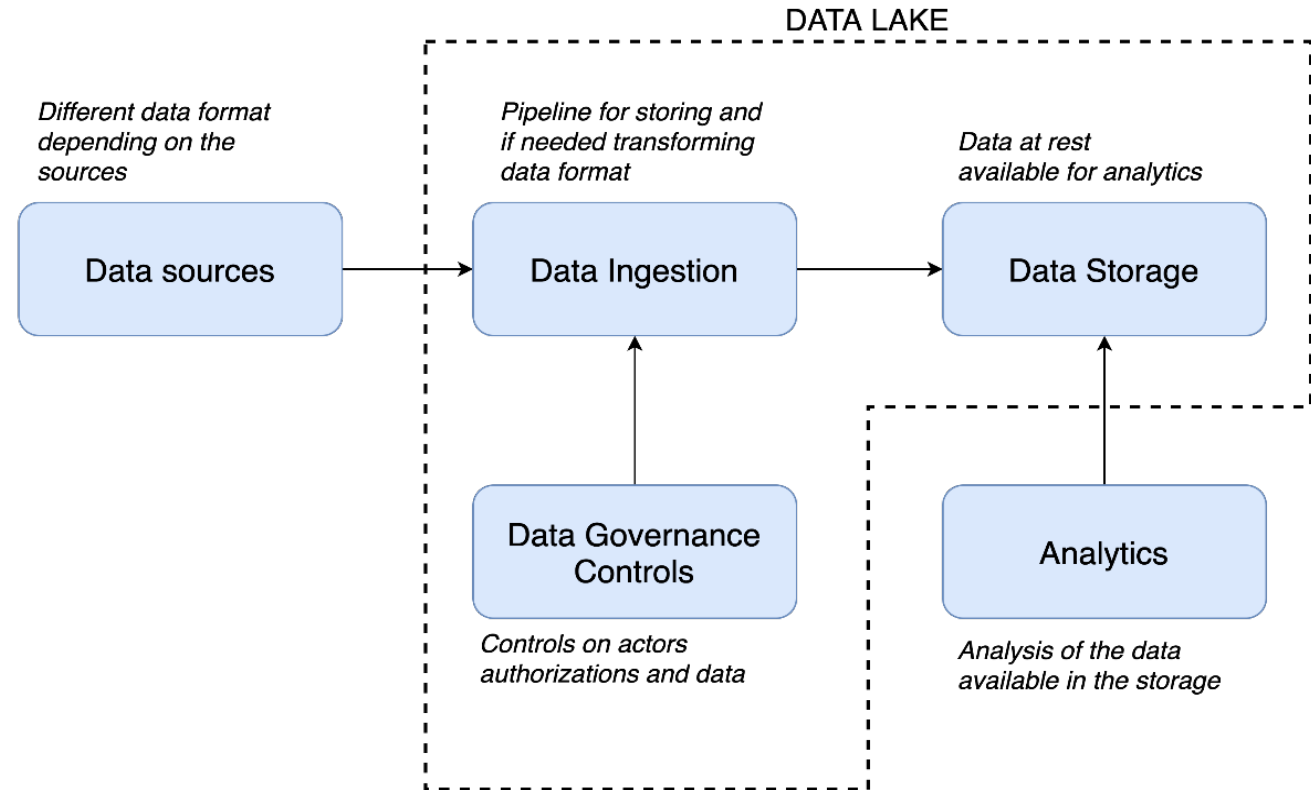 DATA LAKE
Different data format
depending on the
sources
Pipeline for storing and
if needed transforming
data format
Data at rest
available for analytics
Data sources
Data Ingestion
Data Storage
Data Governance
Controls
Analytics
Controls on actors
authorizations and data
Analysis of the data
available in the storage